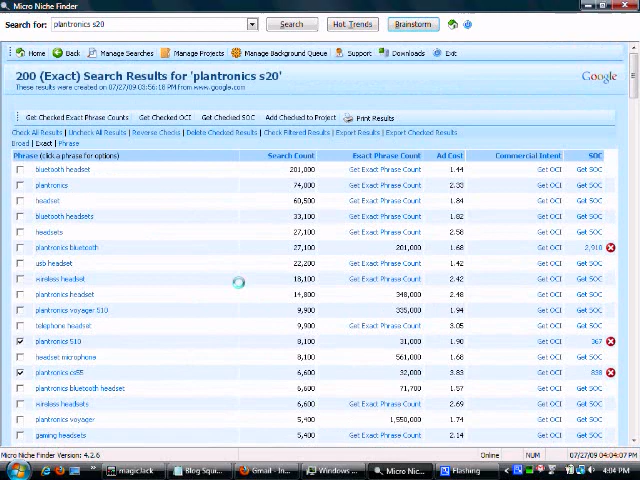 Micro Niche Finder
Search for: plantronics s20 Search Hot Trends Brainstorm
Home Back Manage Searches Manage Projects Manage Background Queue Support Downloads Exit
200 (Exact) Search Results for 'plantronics s20' Google
These results were created on 07/27/09 03:56:16 PM from www.google.com
Get Checked Exact Phrase Counts Get Checked OCI Get Checked SOC Add Checked to Project Print Results
Check All Results | Uncheck All Results | Reverse Checks | Delete Checked Results | Check Filtered Results | Export Results | Export Checked Results
Broad | Exact | Phrase
Phrase (click a phrase for options) Search Count Exact Phrase Count Ad Cost Commercial Intent SOC
bluetooth headset 201,000 Get Exact Phrase Count 1.44 Get OCI Get SOC
plantronics 74,000 Get Exact Phrase Count 2.33 Get OCI Get SOC
headset 60,500 Get Exact Phrase Count 1.84 Get OCI Get SOC
bluetooth headsets 33,100 Get Exact Phrase Count 1.82 Get OCI Get SOC
headsets 27,100 Get Exact Phrase Count 2.58 Get OCI Get SOC
plantronics bluetooth 27,100 201,000 1.68 Get OCI 2,910
usb headset 22,200 Get Exact Phrase Count 1.42 Get OCI Get SOC
wireless headset 18,100 Get Exact Phrase Count 2.42 Get OCI Get SOC
plantronics headset 14,800 348,000 2.48 Get OCI Get SOC
plantronics voyager 510 9,900 335,000 1.94 Get OCI Get SOC
telephone headset 9,900 Get Exact Phrase Count 3.05 Get OCI Get SOC
plantronics 510 8,100 31,000 1.90 Get OCI 367
headset microphone 8,100 561,000 1.68 Get OCI Get SOC
plantronics cs55 6,600 32,000 3.83 Get OCI 838
plantronics bluetooth headset 6,600 71,700 1.57 Get OCI Get SOC
wireless headsets 6,600 Get Exact Phrase Count 2.69 Get OCI Get SOC
plantronics voyager 5,400 1,550,000 1.74 Get OCI Get SOC
gaming headsets 5,400 Get Exact Phrase Count 2.14 Get OCI Get SOC
Micro Niche Finder Version: 4.2.6 Online NUM 07/27/09 04:04:07 PM
magicJack Blog Squ... Gmail - In... Windows ... Micro Nic... Flashing 4:04 PM